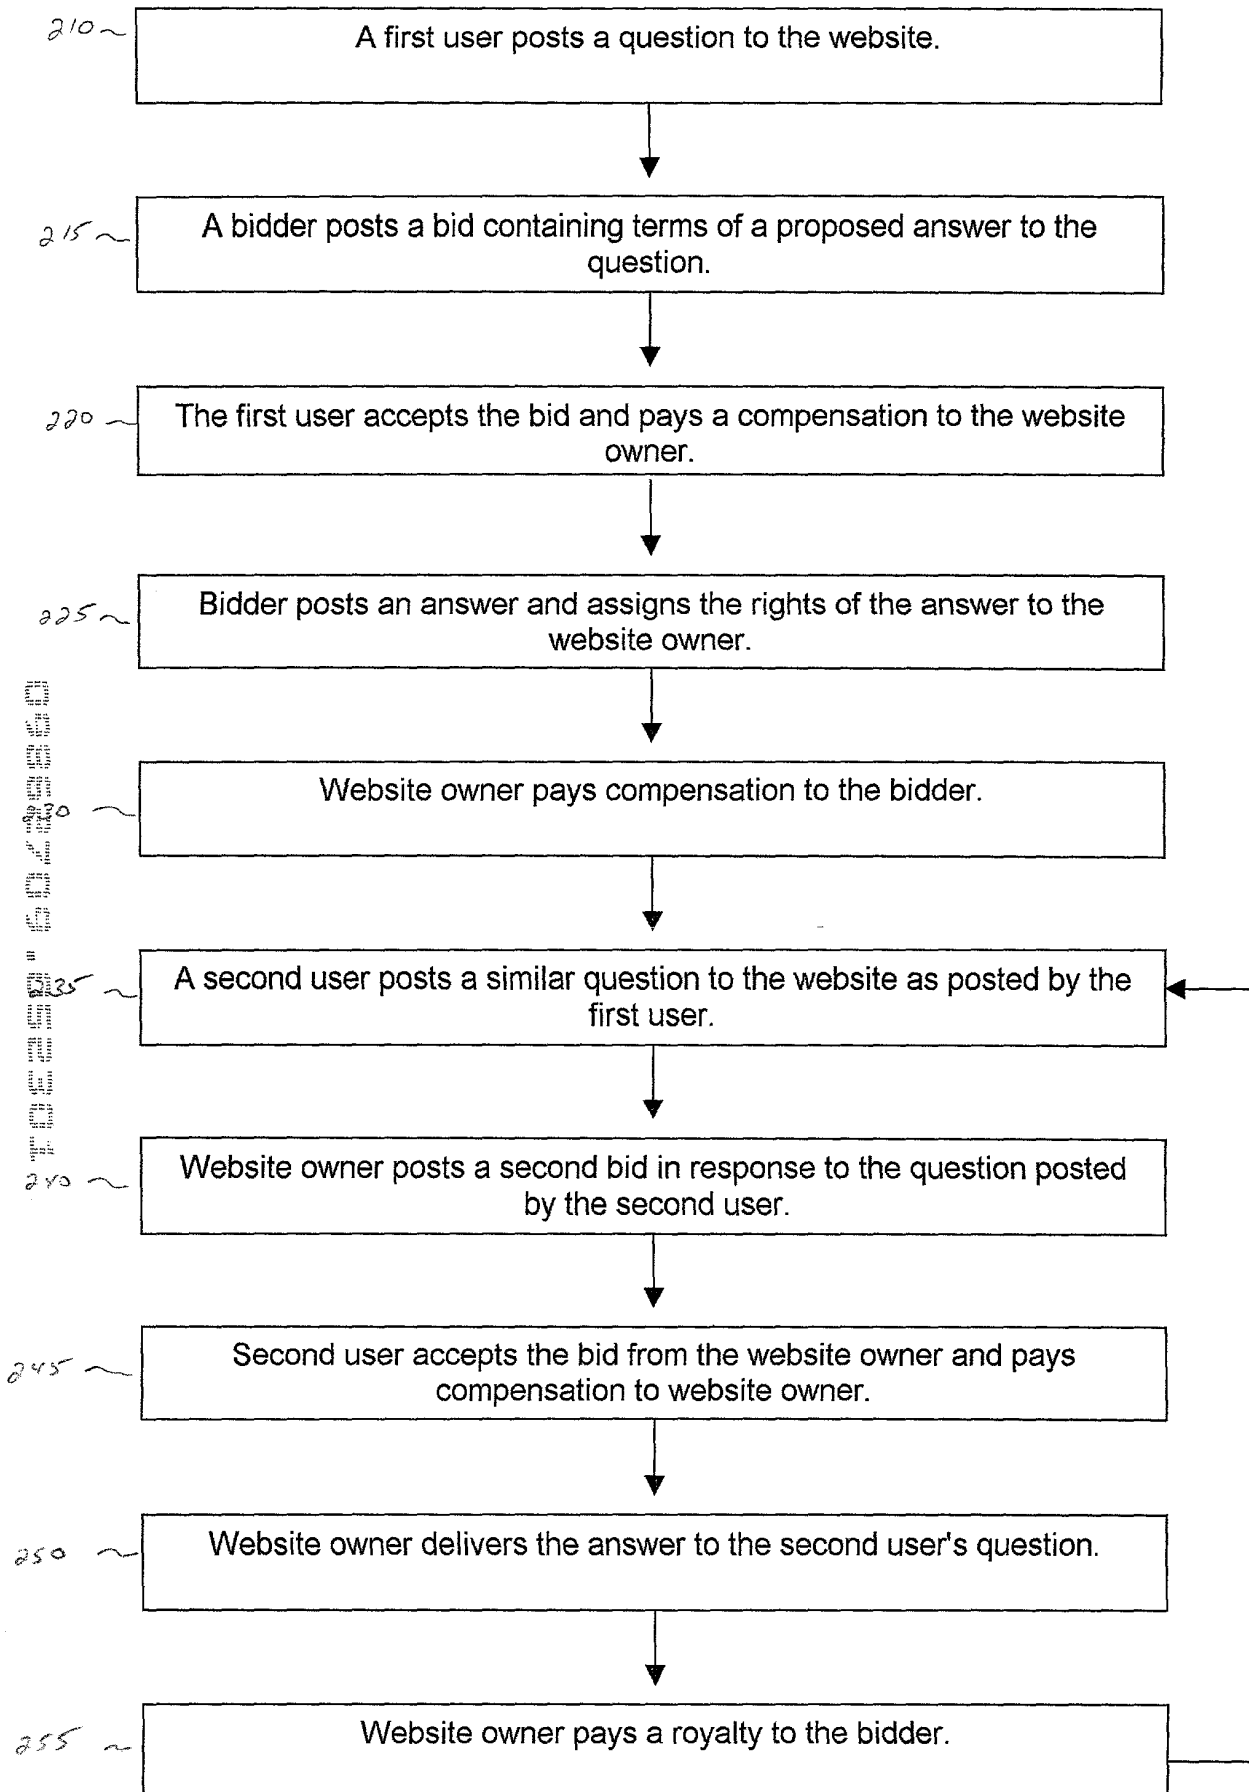 210
A first user posts a question to the website.
215
A bidder posts a bid containing terms of a proposed answer to the
question.
220
The first user accepts the bid and pays a compensation to the website
owner.
225
Bidder posts an answer and assigns the rights of the answer to the
website owner.
230
Website owner pays compensation to the bidder.
235
A second user posts a similar question to the website as posted by the
first user.
240
Website owner posts a second bid in response to the question posted
by the second user.
245
Second user accepts the bid from the website owner and pays
compensation to website owner.
250
Website owner delivers the answer to the second user's question.
255
Website owner pays a royalty to the bidder.